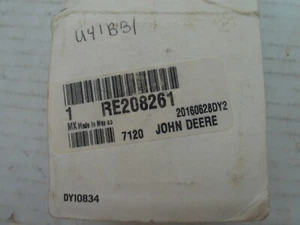 U41BB1
1 RE208261
20160628DY2
MX Made In Mexico
7120 JOHN DEERE
DY10834